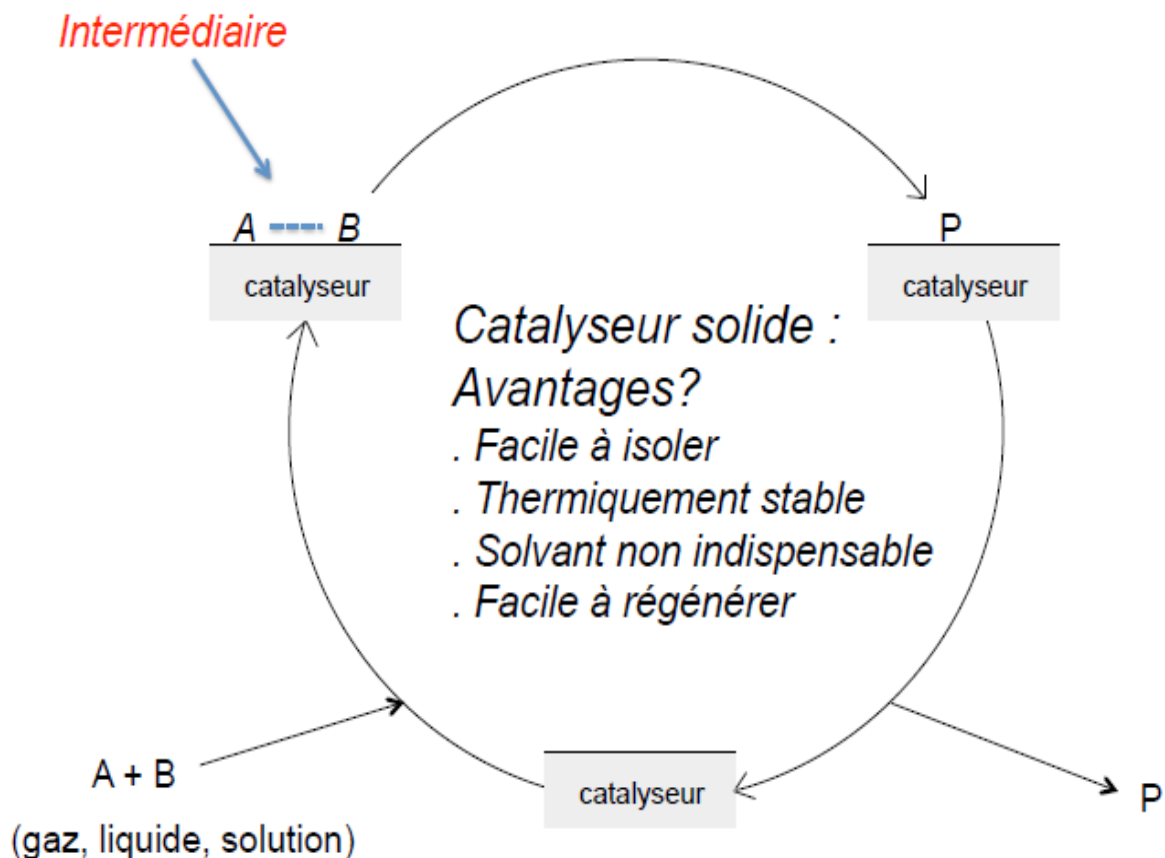 Intermédiaire
A B
P
catalyseur
catalyseur
Catalyseur solide :
Avantages?
. Facile à isoler
. Thermiquement stable
. Solvant non indispensable
. Facile à régénérer
A + B
(gaz, liquide, solution)
catalyseur
P